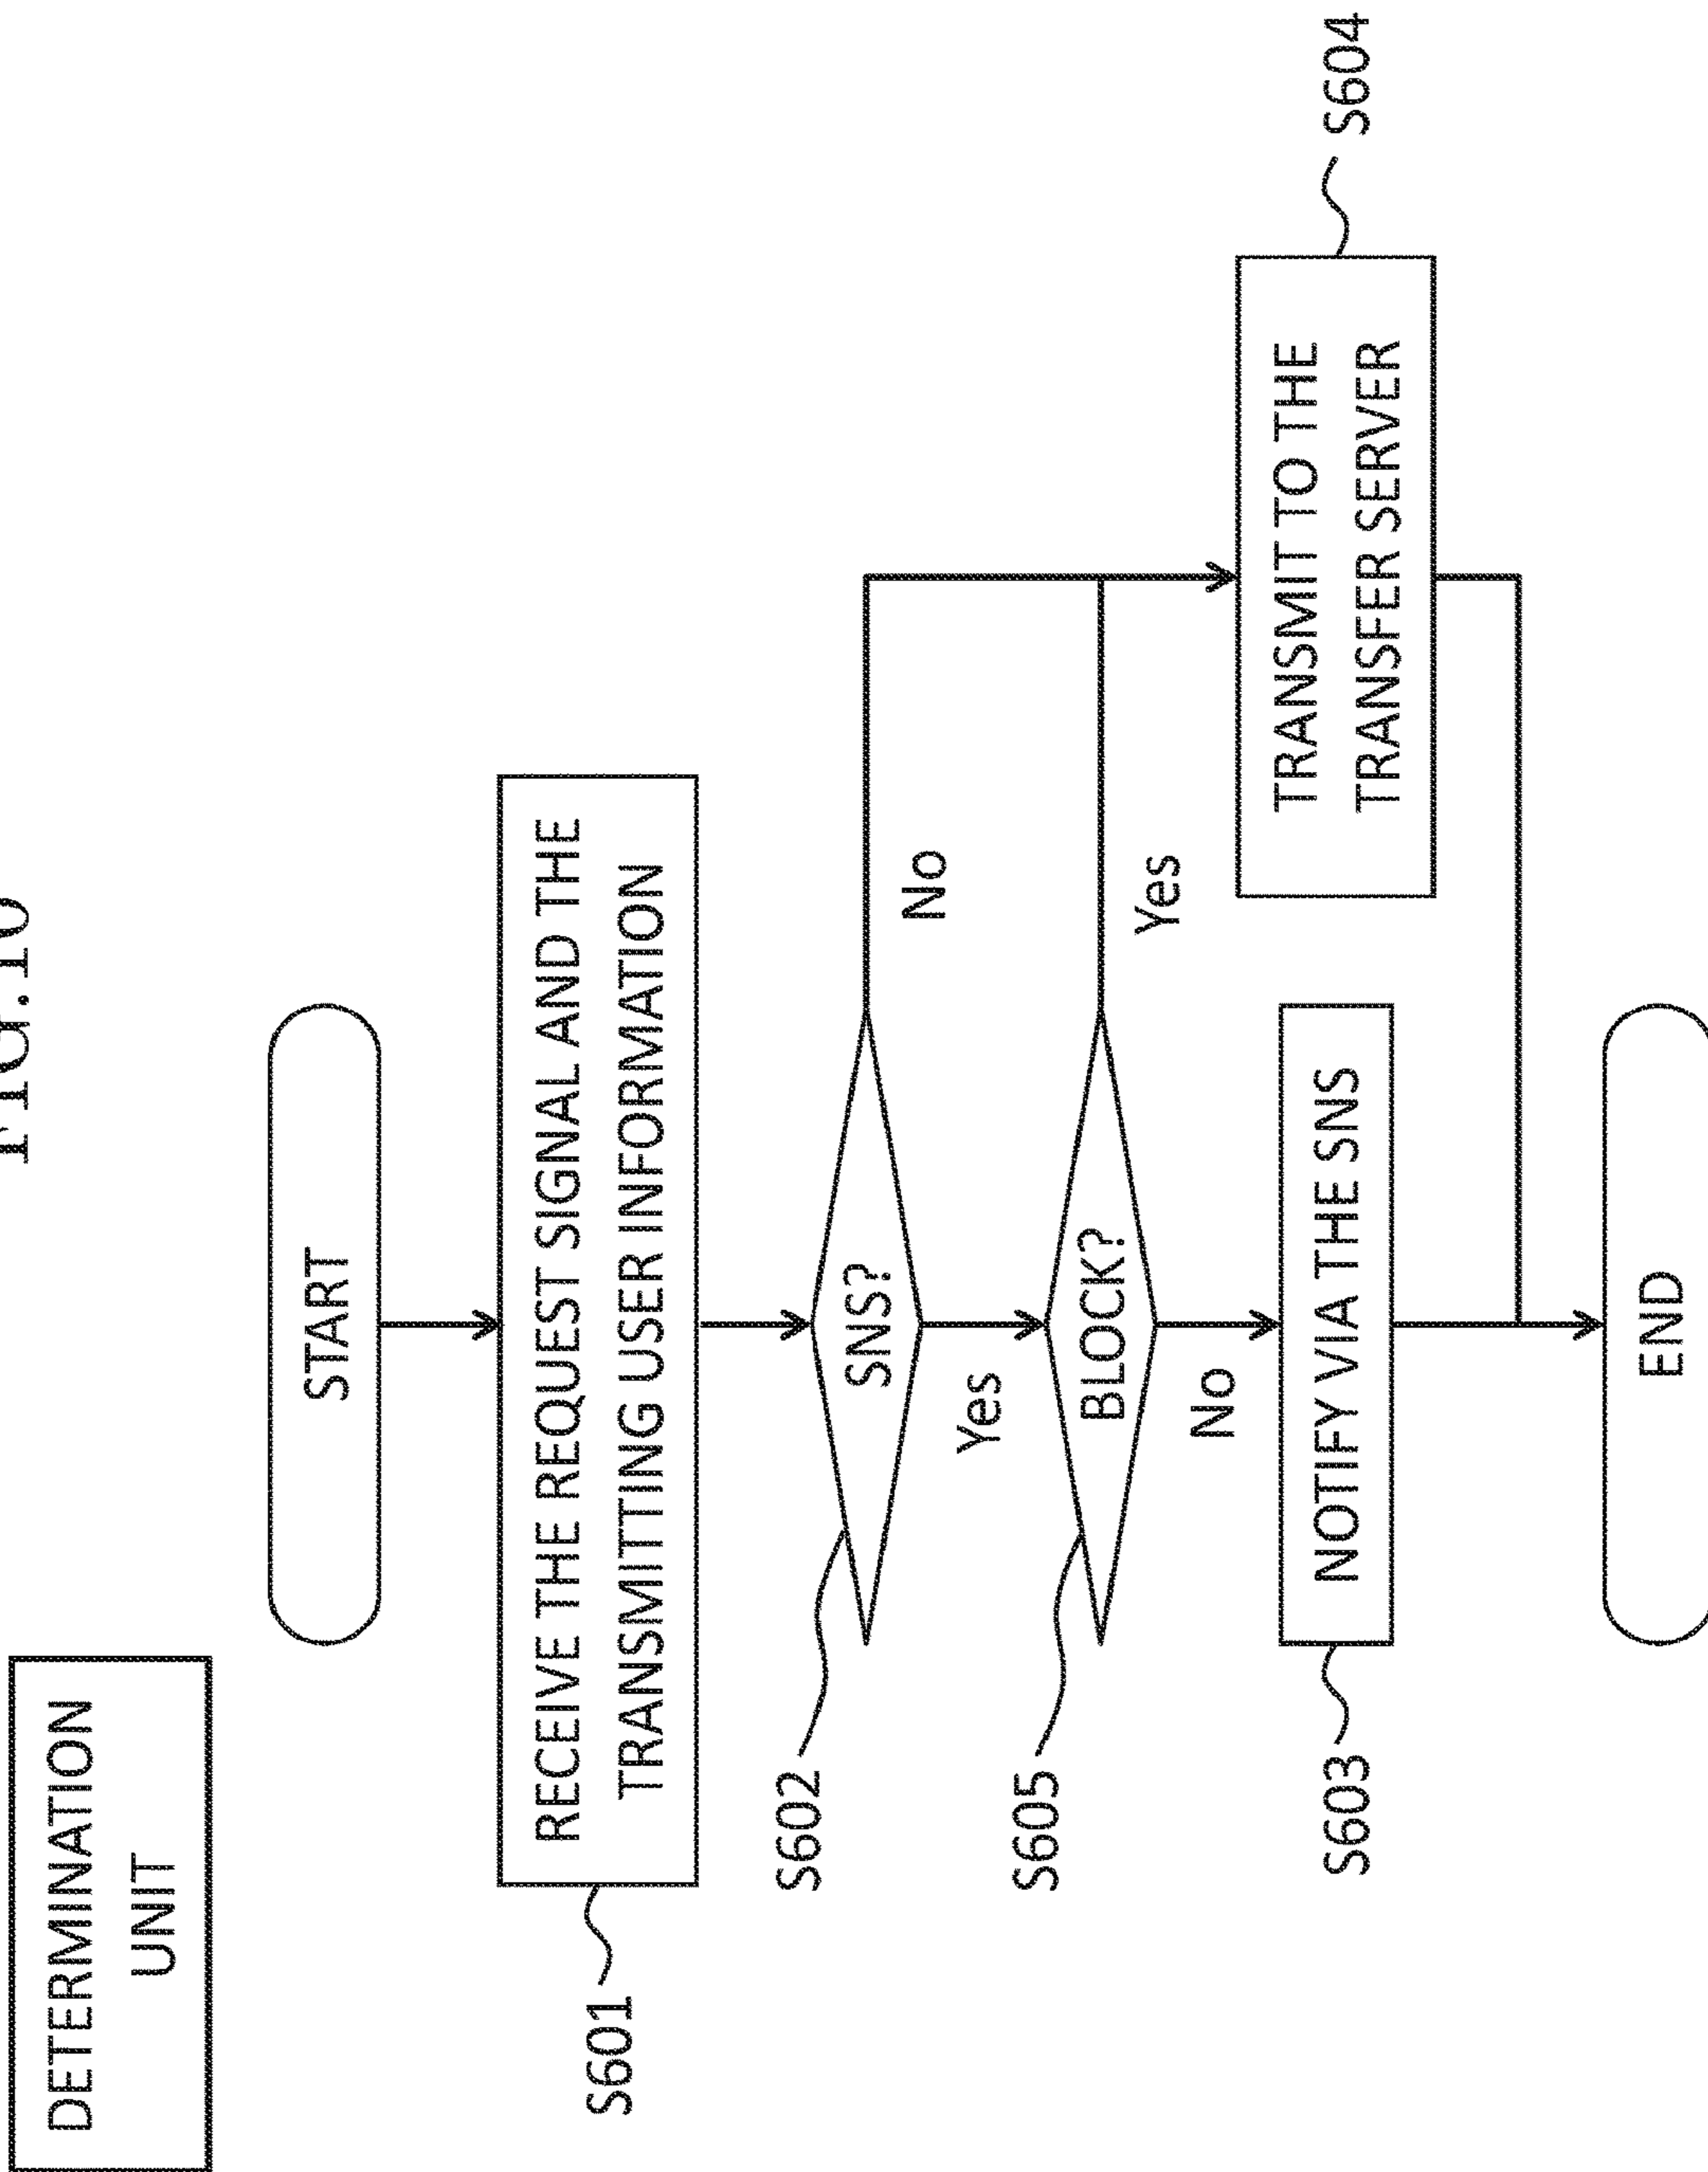 FIG.10
DETERMINATION
UNIT
START
RECEIVE THE REQUEST SIGNAL AND THE
TRANSMITTING USER INFORMATION
S601
SNS?
S602
No
Yes
BLOCK?
S605
Yes
No
NOTIFY VIA THE SNS
S603
TRANSMIT TO THE
TRANSFER SERVER
S604
END